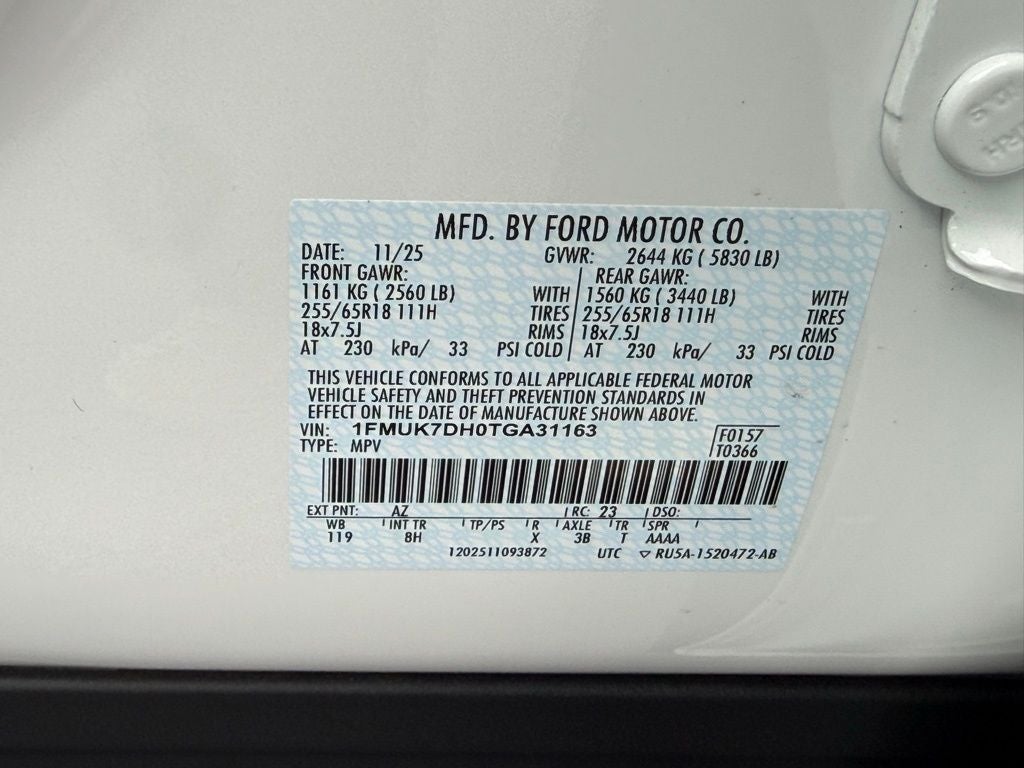 MFD. BY FORD MOTOR CO.
DATE: 11/25 GVWR: 2644 KG ( 5830 LB)
FRONT GAWR: REAR GAWR:
1161 KG ( 2560 LB) WITH 1560 KG ( 3440 LB) WITH
255/65R18 111H TIRES 255/65R18 111H TIRES
18x7.5J RIMS 18x7.5J RIMS
AT 230 kPa/ 33 PSI COLD AT 230 kPa/ 33 PSI COLD
THIS VEHICLE CONFORMS TO ALL APPLICABLE FEDERAL MOTOR
VEHICLE SAFETY AND THEFT PREVENTION STANDARDS IN
EFFECT ON THE DATE OF MANUFACTURE SHOWN ABOVE.
VIN: 1FMUK7DH0TGA31163 F0157
TYPE: MPV T0366
EXT PNT: AZ RC: 23 DSO:
WB INT TR TP/PS R AXLE TR SPR
119 8H X 3B T AAAA
1202511093872 UTC ▽ RU5A-1520472-AB